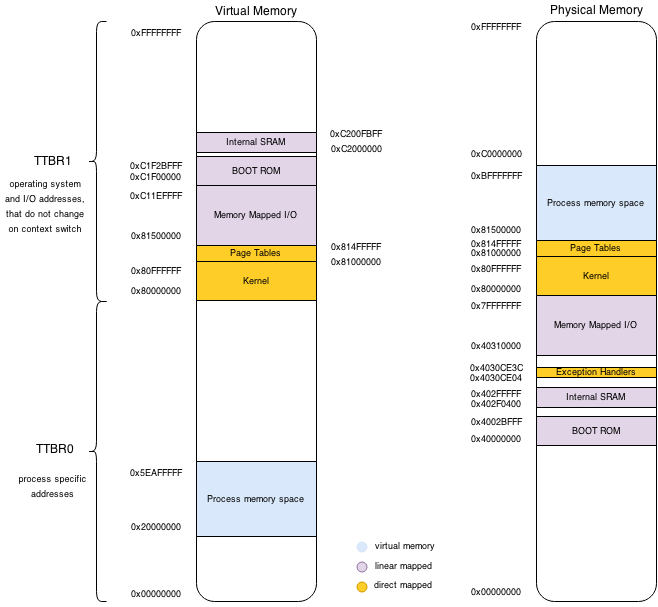 Virtual Memory
Physical Memory
0xFFFFFFFF
0xFFFFFFFF
Internal SRAM
0xC200FBFF
0xC2000000
0xC0000000
TTBR1
operating system
and I/O addresses,
that do not change
on context switch
0xC1F2BFFF
0xC1F00000
BOOT ROM
0xBFFFFFFF
0xC11EFFFF
Memory Mapped I/O
Process memory space
0x81500000
0x81500000
Page Tables
0x814FFFFF
0x81000000
0x814FFFFF
0x81000000
Page Tables
0x80FFFFFF
Kernel
0x80000000
0x80FFFFFF
Kernel
0x80000000
0x7FFFFFFF
Memory Mapped I/O
0x40310000
0x4030CE3C
0x4030CE04
Exception Handlers
0x402FFFFF
0x402F0400
Internal SRAM
0x4002BFFF
BOOT ROM
0x40000000
TTBR0
process specific
addresses
0x5EAFFFFF
Process memory space
0x20000000
virtual memory
linear mapped
direct mapped
0x00000000
0x00000000